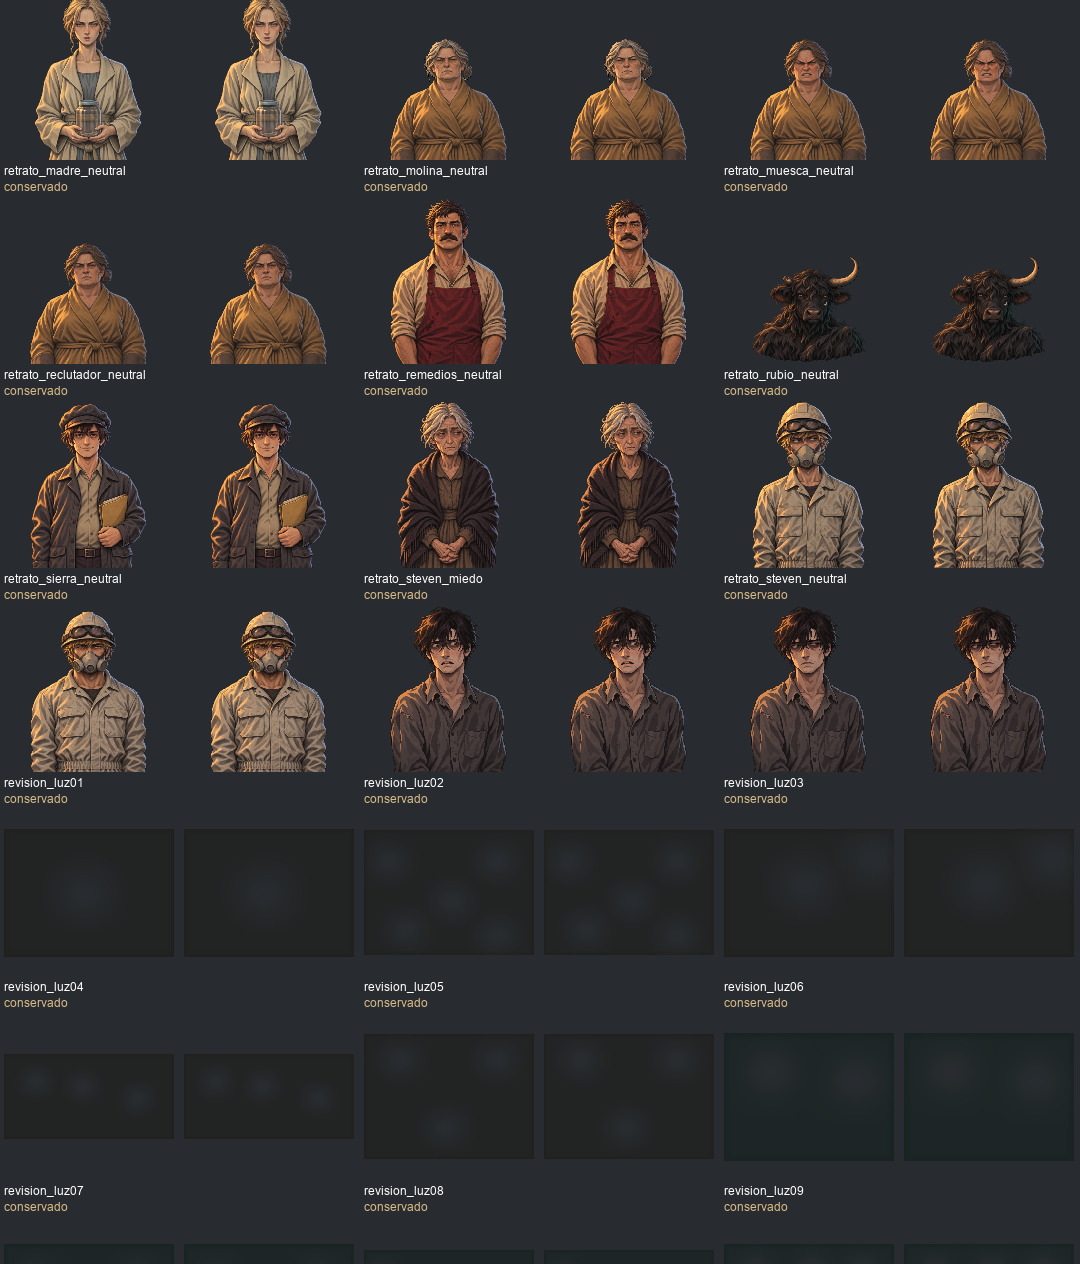 retrato_madre_neutral
conservado
retrato_molina_neutral
conservado
retrato_muesca_neutral
conservado
retrato_reclutador_neutral
conservado
retrato_remedios_neutral
conservado
retrato_rubio_neutral
conservado
retrato_sierra_neutral
conservado
retrato_steven_miedo
conservado
retrato_steven_neutral
conservado
revision_luz01
conservado
revision_luz02
conservado
revision_luz03
conservado
revision_luz04
conservado
revision_luz05
conservado
revision_luz06
conservado
revision_luz07
conservado
revision_luz08
conservado
revision_luz09
conservado